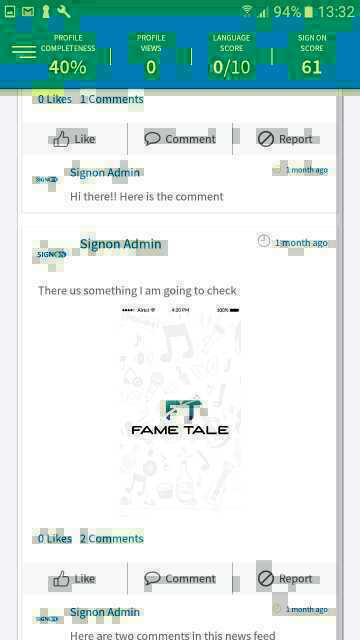 94% 13:32
PROFILE COMPLETENESS
40%
PROFILE VIEWS
0
LANGUAGE SCORE
0/10
SIGN ON SCORE
61
0 Likes 1 Comments
Like Comment Report
Signon Admin 1 month ago
Hi there!! Here is the comment
Signon Admin 1 month ago
There us something I am going to check
Airtel 4:20 PM 100%
FT
FAME TALE
0 Likes 2 Comments
Like Comment Report
Signon Admin 1 month ago
Here are two comments in this news feed